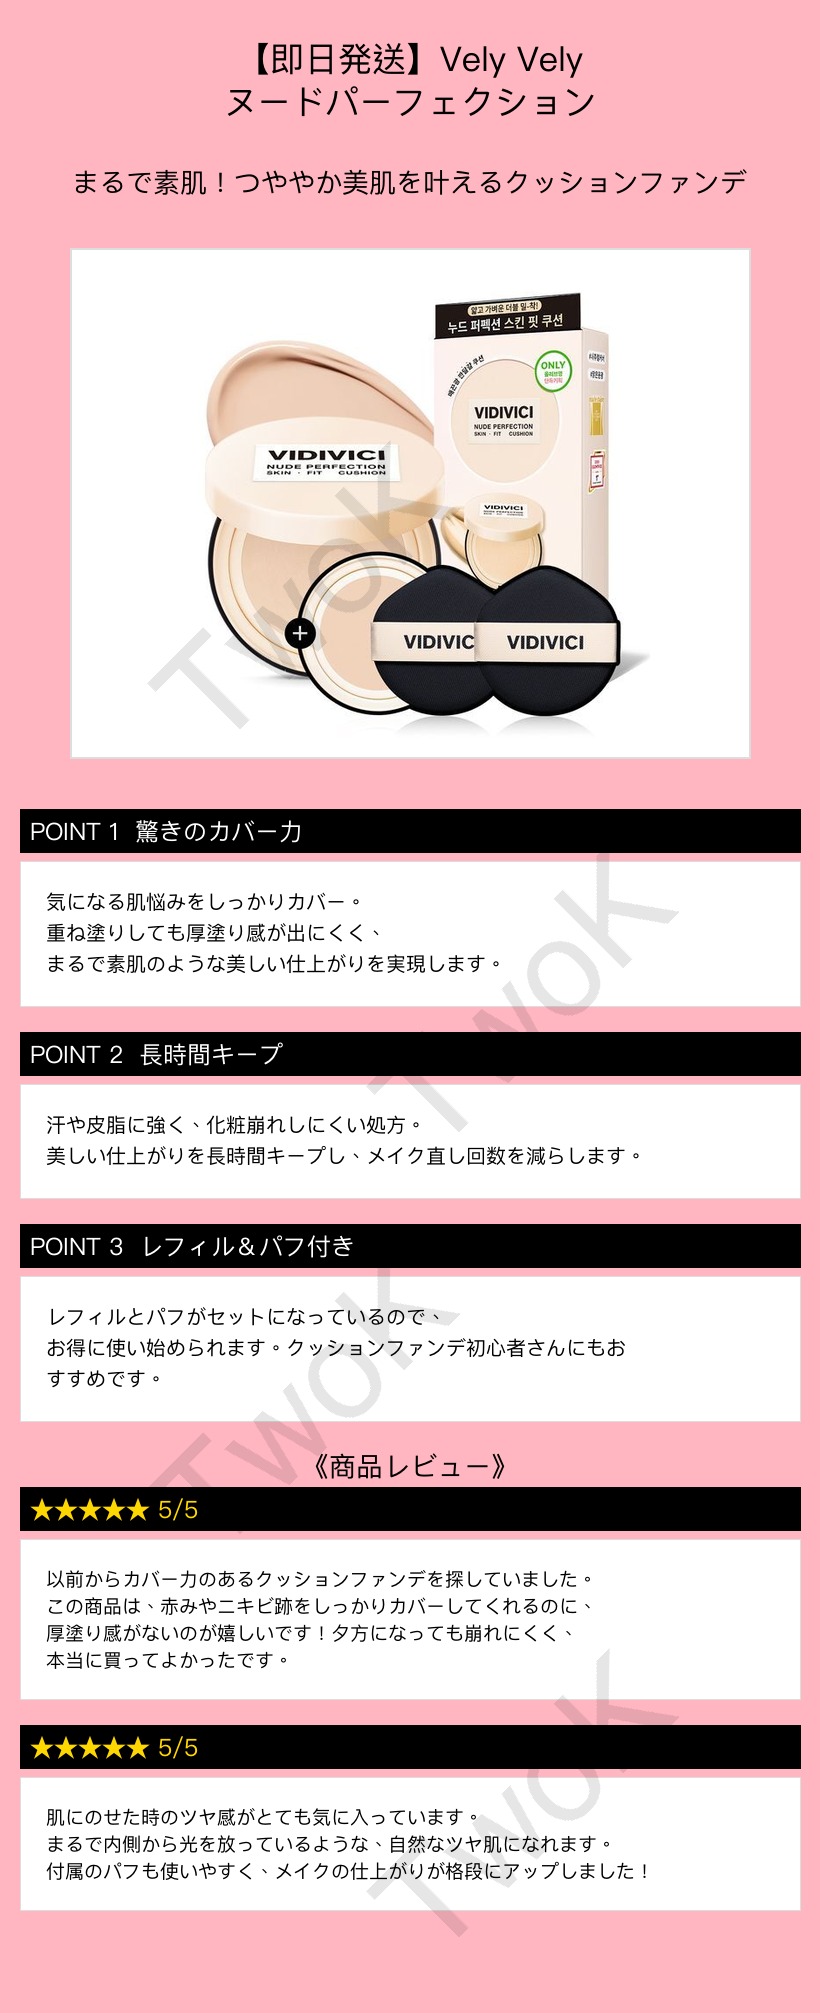 【即日発送】Vely Vely
ヌードパーフェクション
まるで素肌！つややか美肌を叶えるクッションファンデ
얇고 가벼운 더블 밀-착!
누드 퍼펙션 스킨 핏 쿠션
매끈광 반달갈 쿠션
ONLY
올리브영
단독기획
VIDIVICI
NUDE PERFECTION
SKIN · FIT CUSHION
VIDIVICI
NUDE PERFECTION
SKIN · FIT CUSHION
VIDIVICI
NUDE PERFECTION
+
VIDIVIC
VIDIVICI
TwoK
POINT 1 驚きのカバー力
気になる肌悩みをしっかりカバー。
重ね塗りしても厚塗り感が出にくく、
まるで素肌のような美しい仕上がりを実現します。
TwoK
POINT 2 長時間キープ
汗や皮脂に強く、化粧崩れしにくい処方。
美しい仕上がりを長時間キープし、メイク直し回数を減らします。
POINT 3 レフィル＆パフ付き
レフィルとパフがセットになっているので、
お得に使い始められます。クッションファンデ初心者さんにもお
すすめです。
TwoK
《商品レビュー》
★★★★★ 5/5
以前からカバー力のあるクッションファンデを探していました。
この商品は、赤みやニキビ跡をしっかりカバーしてくれるのに、
厚塗り感がないのが嬉しいです！夕方になっても崩れにくく、
本当に買ってよかったです。
★★★★★ 5/5
肌にのせた時のツヤ感がとても気に入っています。
まるで内側から光を放っているような、自然なツヤ肌になれます。
付属のパフも使いやすく、メイクの仕上がりが格段にアップしました！
TwoK